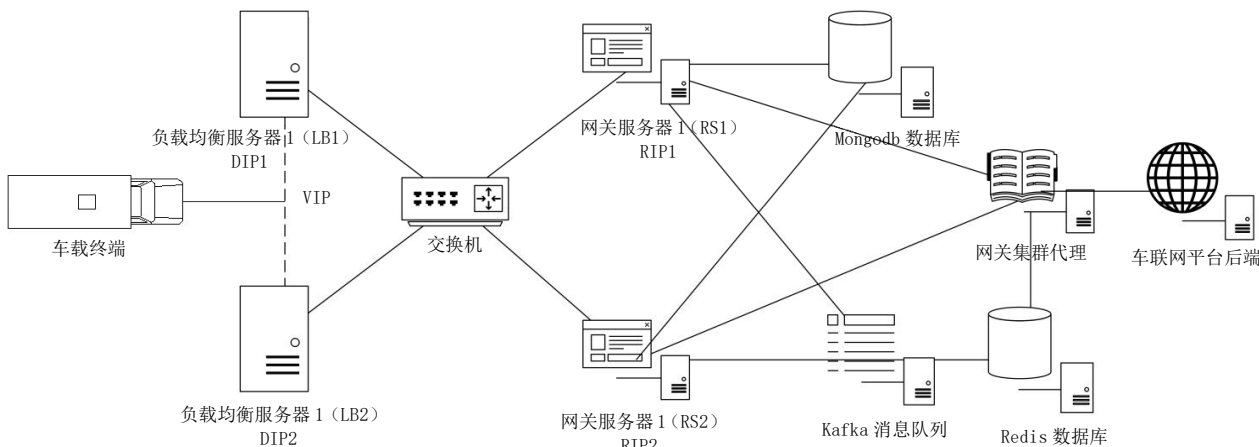 负载均衡服务器 1（LB1）
DIP1
网关服务器 1（RS1）
RIP1
Mongodb 数据库
VIP
车载终端
交换机
网关集群代理
车联网平台后端
负载均衡服务器 1（LB2）
DIP2
网关服务器 1（RS2）
RIP2
Kafka 消息队列
Redis 数据库